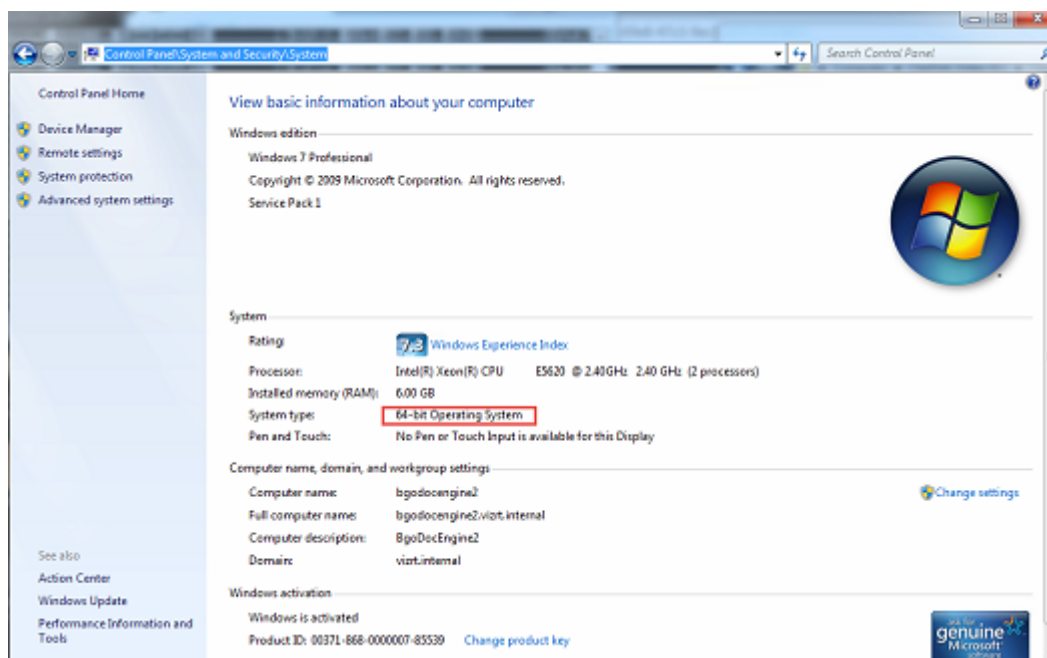 Control Panel\System and Security\System
Search Control Panel
Control Panel Home
Device Manager
Remote settings
System protection
Advanced system settings
See also
Action Center
Windows Update
Performance Information and
Tools
View basic information about your computer
Windows edition
Windows 7 Professional
Copyright © 2009 Microsoft Corporation. All rights reserved.
Service Pack 1
System
Rating: 7,3 Windows Experience Index
Processor: Intel(R) Xeon(R) CPU E5620 @ 2.40GHz 2.40 GHz (2 processors)
Installed memory (RAM): 6.00 GB
System type: 64-bit Operating System
Pen and Touch: No Pen or Touch Input is available for this Display
Computer name, domain, and workgroup settings
Computer name: bgodocengine2
Change settings
Full computer name: bgodocengine2.vizrt.internal
Computer description: BgoDocEngine2
Domain: vizrt.internal
Windows activation
Windows is activated
Product ID: 00371-868-0000007-85539 Change product key
ask for
genuine
Microsoft
software